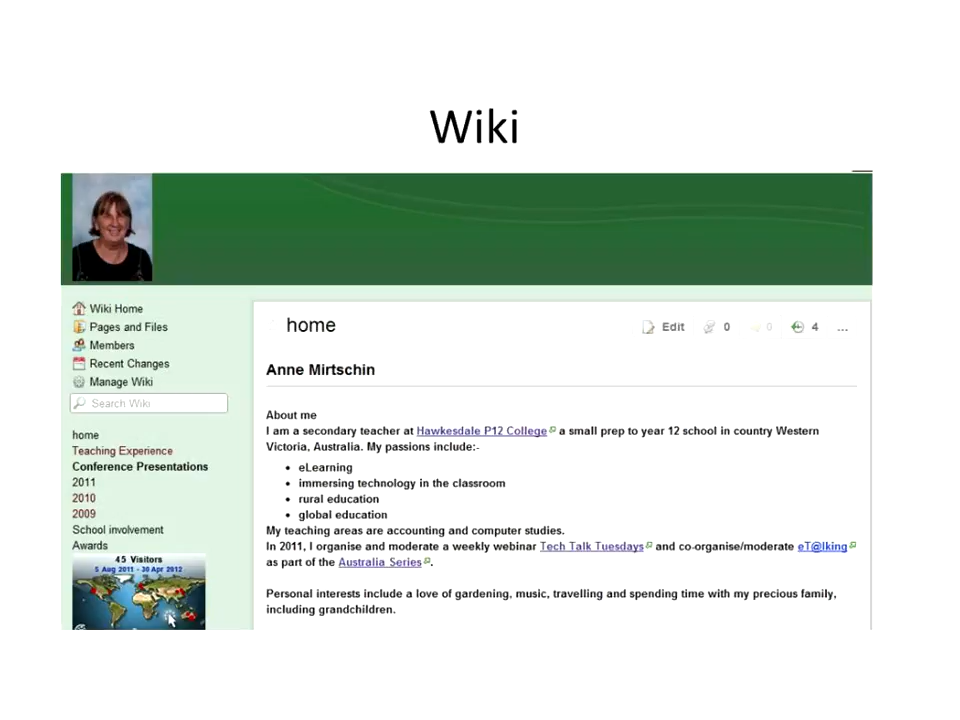 Wiki
Wiki Home
Pages and Files
Members
Recent Changes
Manage Wiki
Search Wiki
home
Teaching Experience
Conference Presentations
2011
2010
2009
School involvement
Awards
45 Visitors
5 Aug 2011 - 30 Apr 2012
home
Edit 0 0 4 ...
Anne Mirtschin
About me
I am a secondary teacher at Hawkesdale P12 College a small prep to year 12 school in country Western
Victoria, Australia. My passions include:-
• eLearning
• immersing technology in the classroom
• rural education
• global education
My teaching areas are accounting and computer studies.
In 2011, I organise and moderate a weekly webinar Tech Talk Tuesdays and co-organise/moderate eT@lking
as part of the Australia Series.
Personal interests include a love of gardening, music, travelling and spending time with my precious family,
including grandchildren.